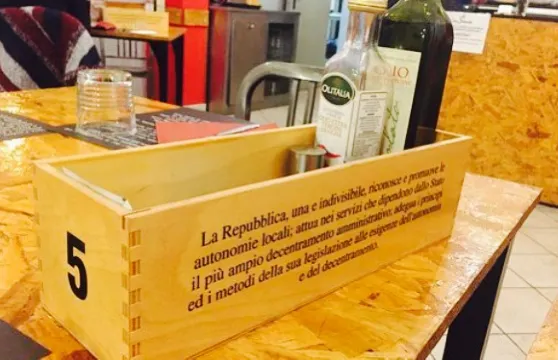 OLITALIA
OLIO
5
La Repubblica, una e indivisibile, riconosce e promuove le
autonomie locali; attua nei servizi che dipendono dallo Stato
il più ampio decentramento amministrativo; adegua i principi
ed i metodi della sua legislazione alle esigenze dell'autonomia
e del decentramento.